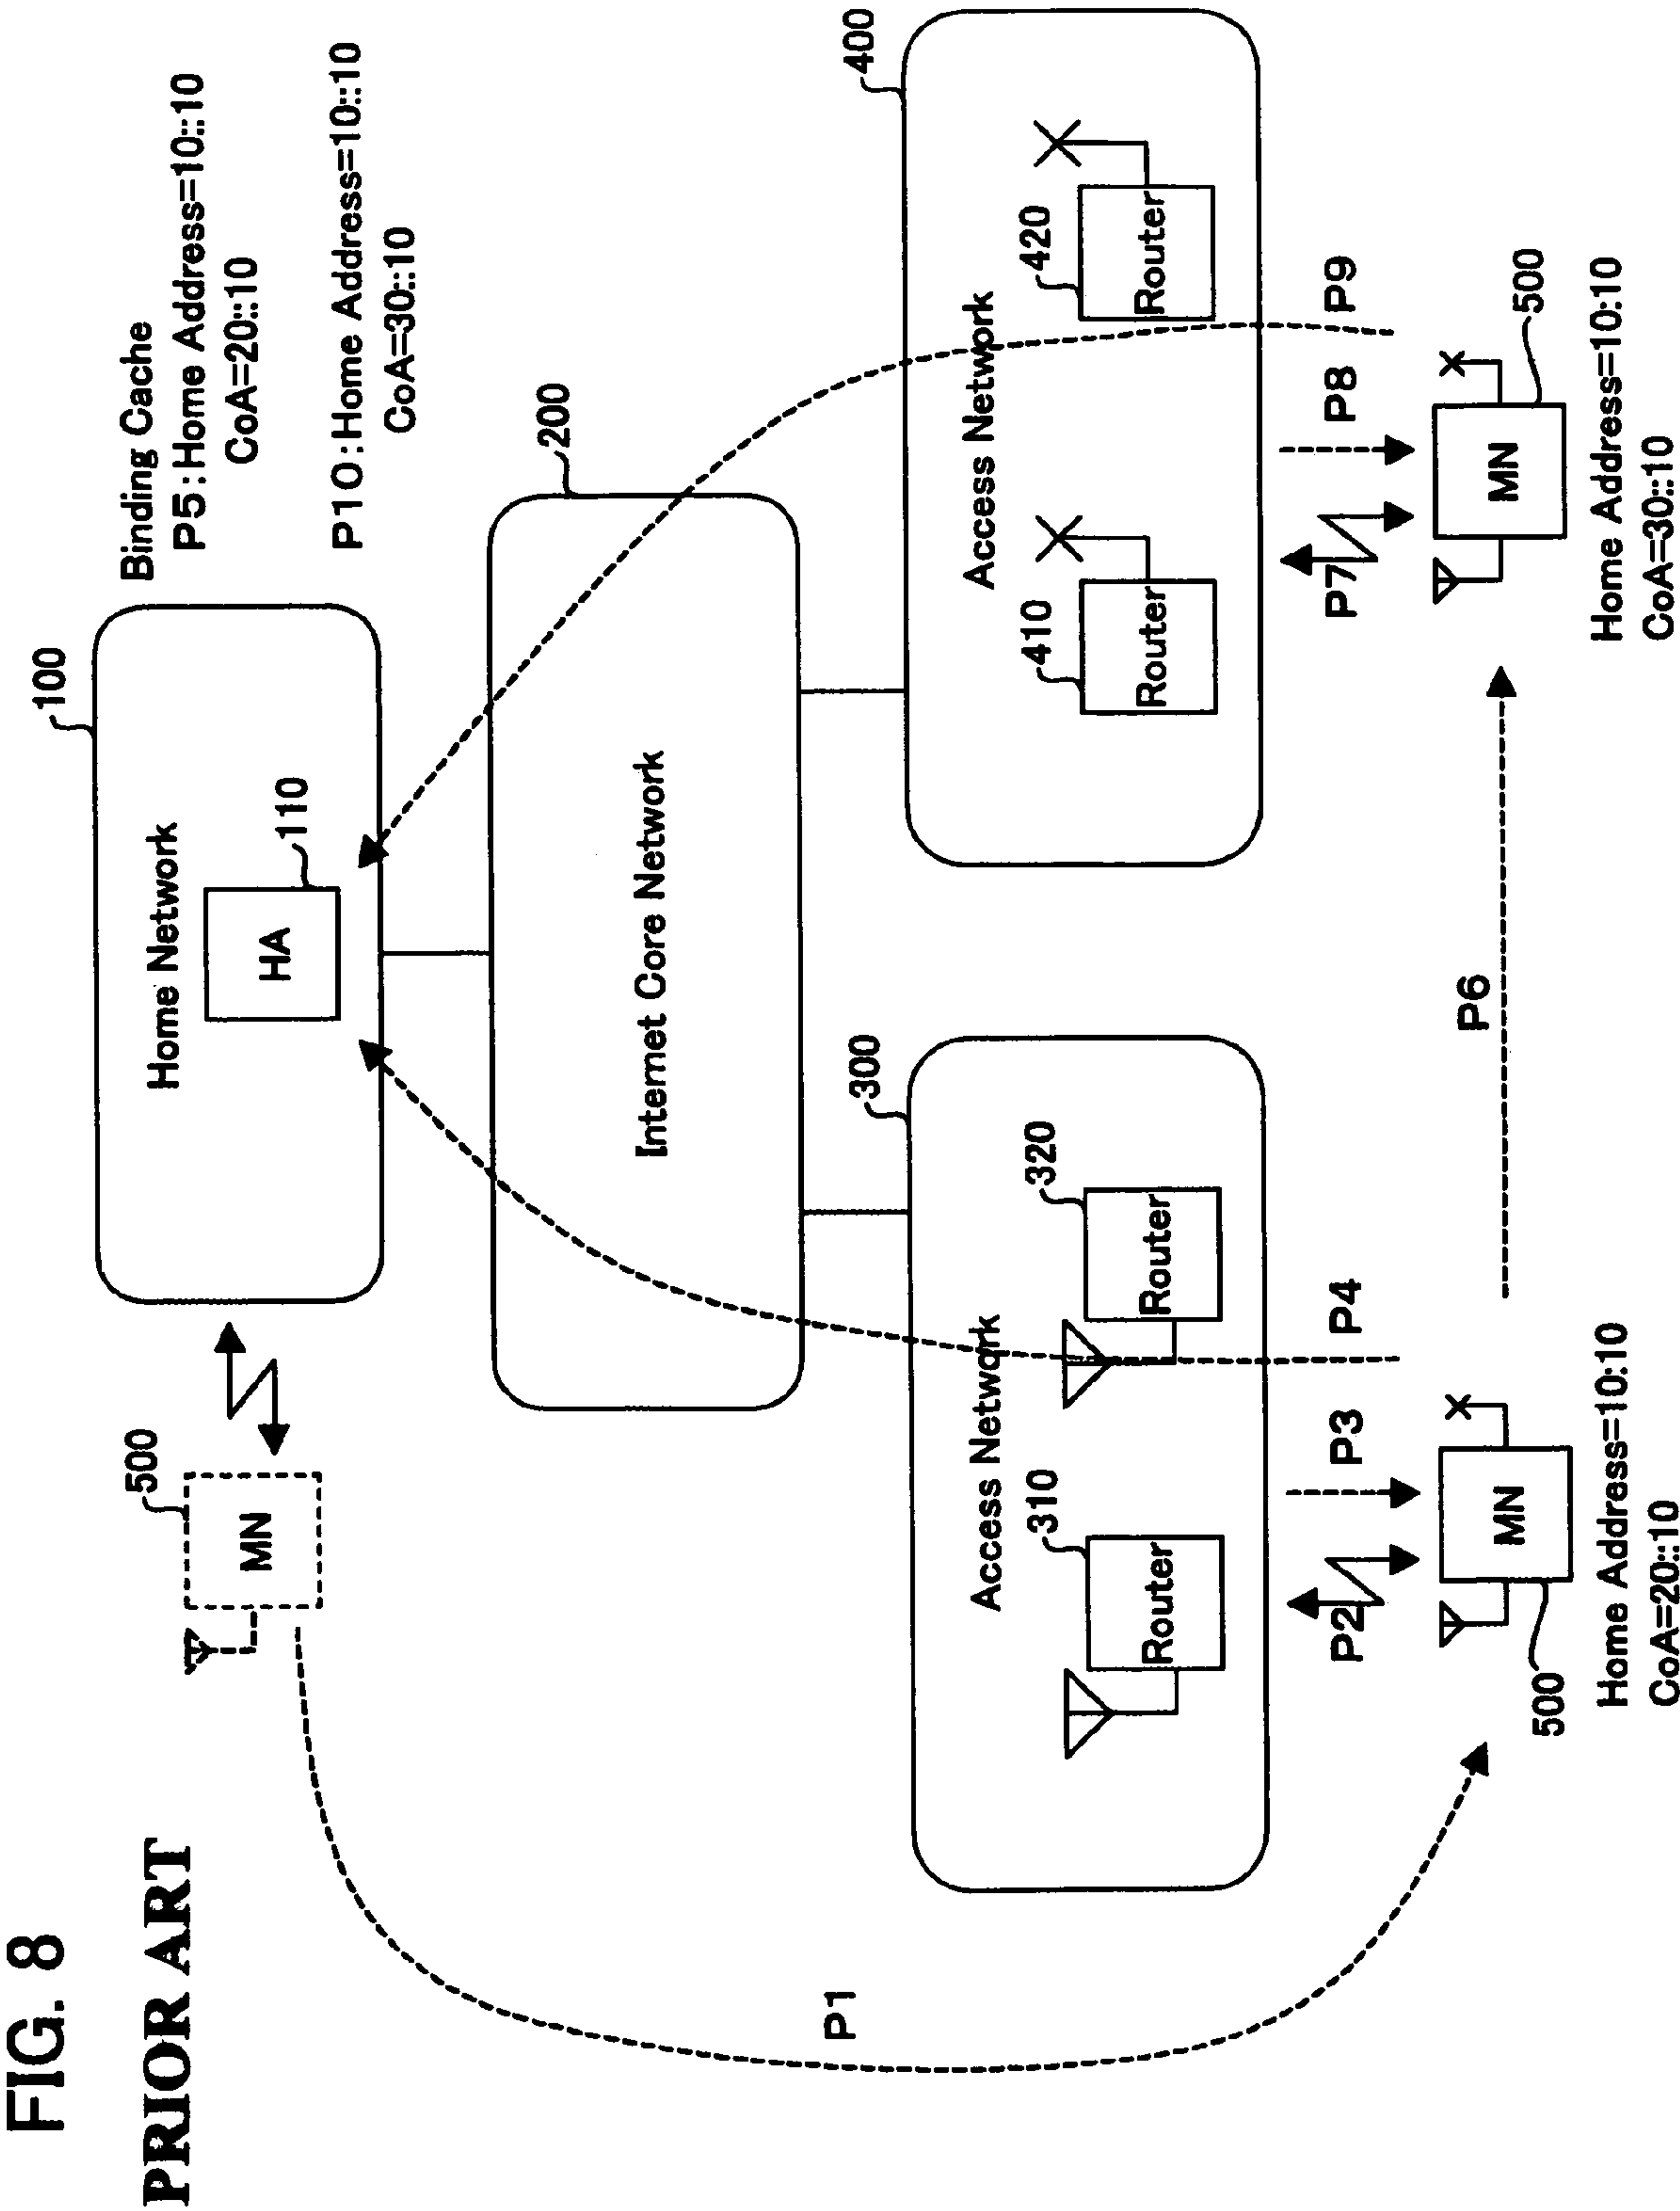 FIG. 8
PRIOR ART
500
MN
100
Home Network
HA
110
Binding Cache
P5:Home Address=10::10
CoA=20::10
P10:Home Address=10::10
CoA=30::10
200
Internet Core Network
P1
300
Access Network
310
Router
320
Router
400
Access Network
410
Router
420
Router
P2
P3
P4
P6
P7
P8
P9
MN
500
Home Address=10:10
CoA=20::10
MN
500
Home Address=10:10
CoA=30::10